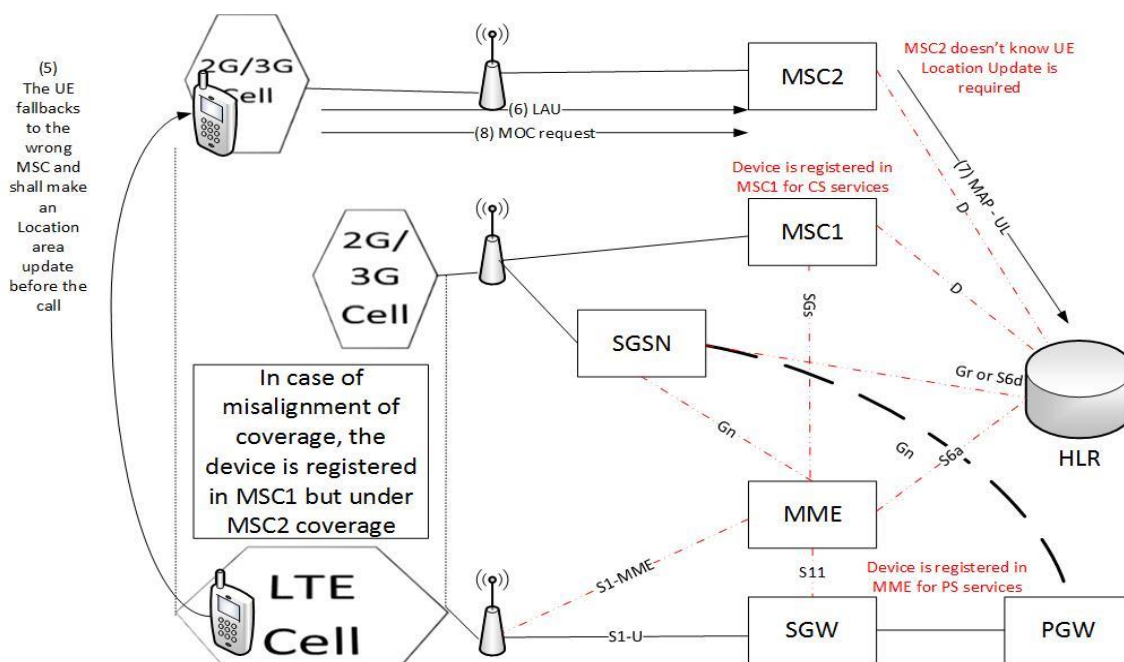 (5)
The UE
fallbacks
to the
wrong
MSC and
shall make
an
Location
area
update
before the
call
2G/3G
Cell
(6) LAU
(8) MOC request
MSC2
MSC2 doesn't know UE
Location Update is
required
(7) MAP - UL
D
Device is registered in
MSC1 for CS services
MSC1
D
2G/
3G
Cell
SGs
SGSN
Gr or S6d
Gn
Gn
S6a
HLR
In case of
misalignment of
coverage, the
device is registered
in MSC1 but under
MSC2 coverage
MME
S1-MME
S11
Device is registered in
MME for PS services
LTE
Cell
S1-U
SGW
PGW